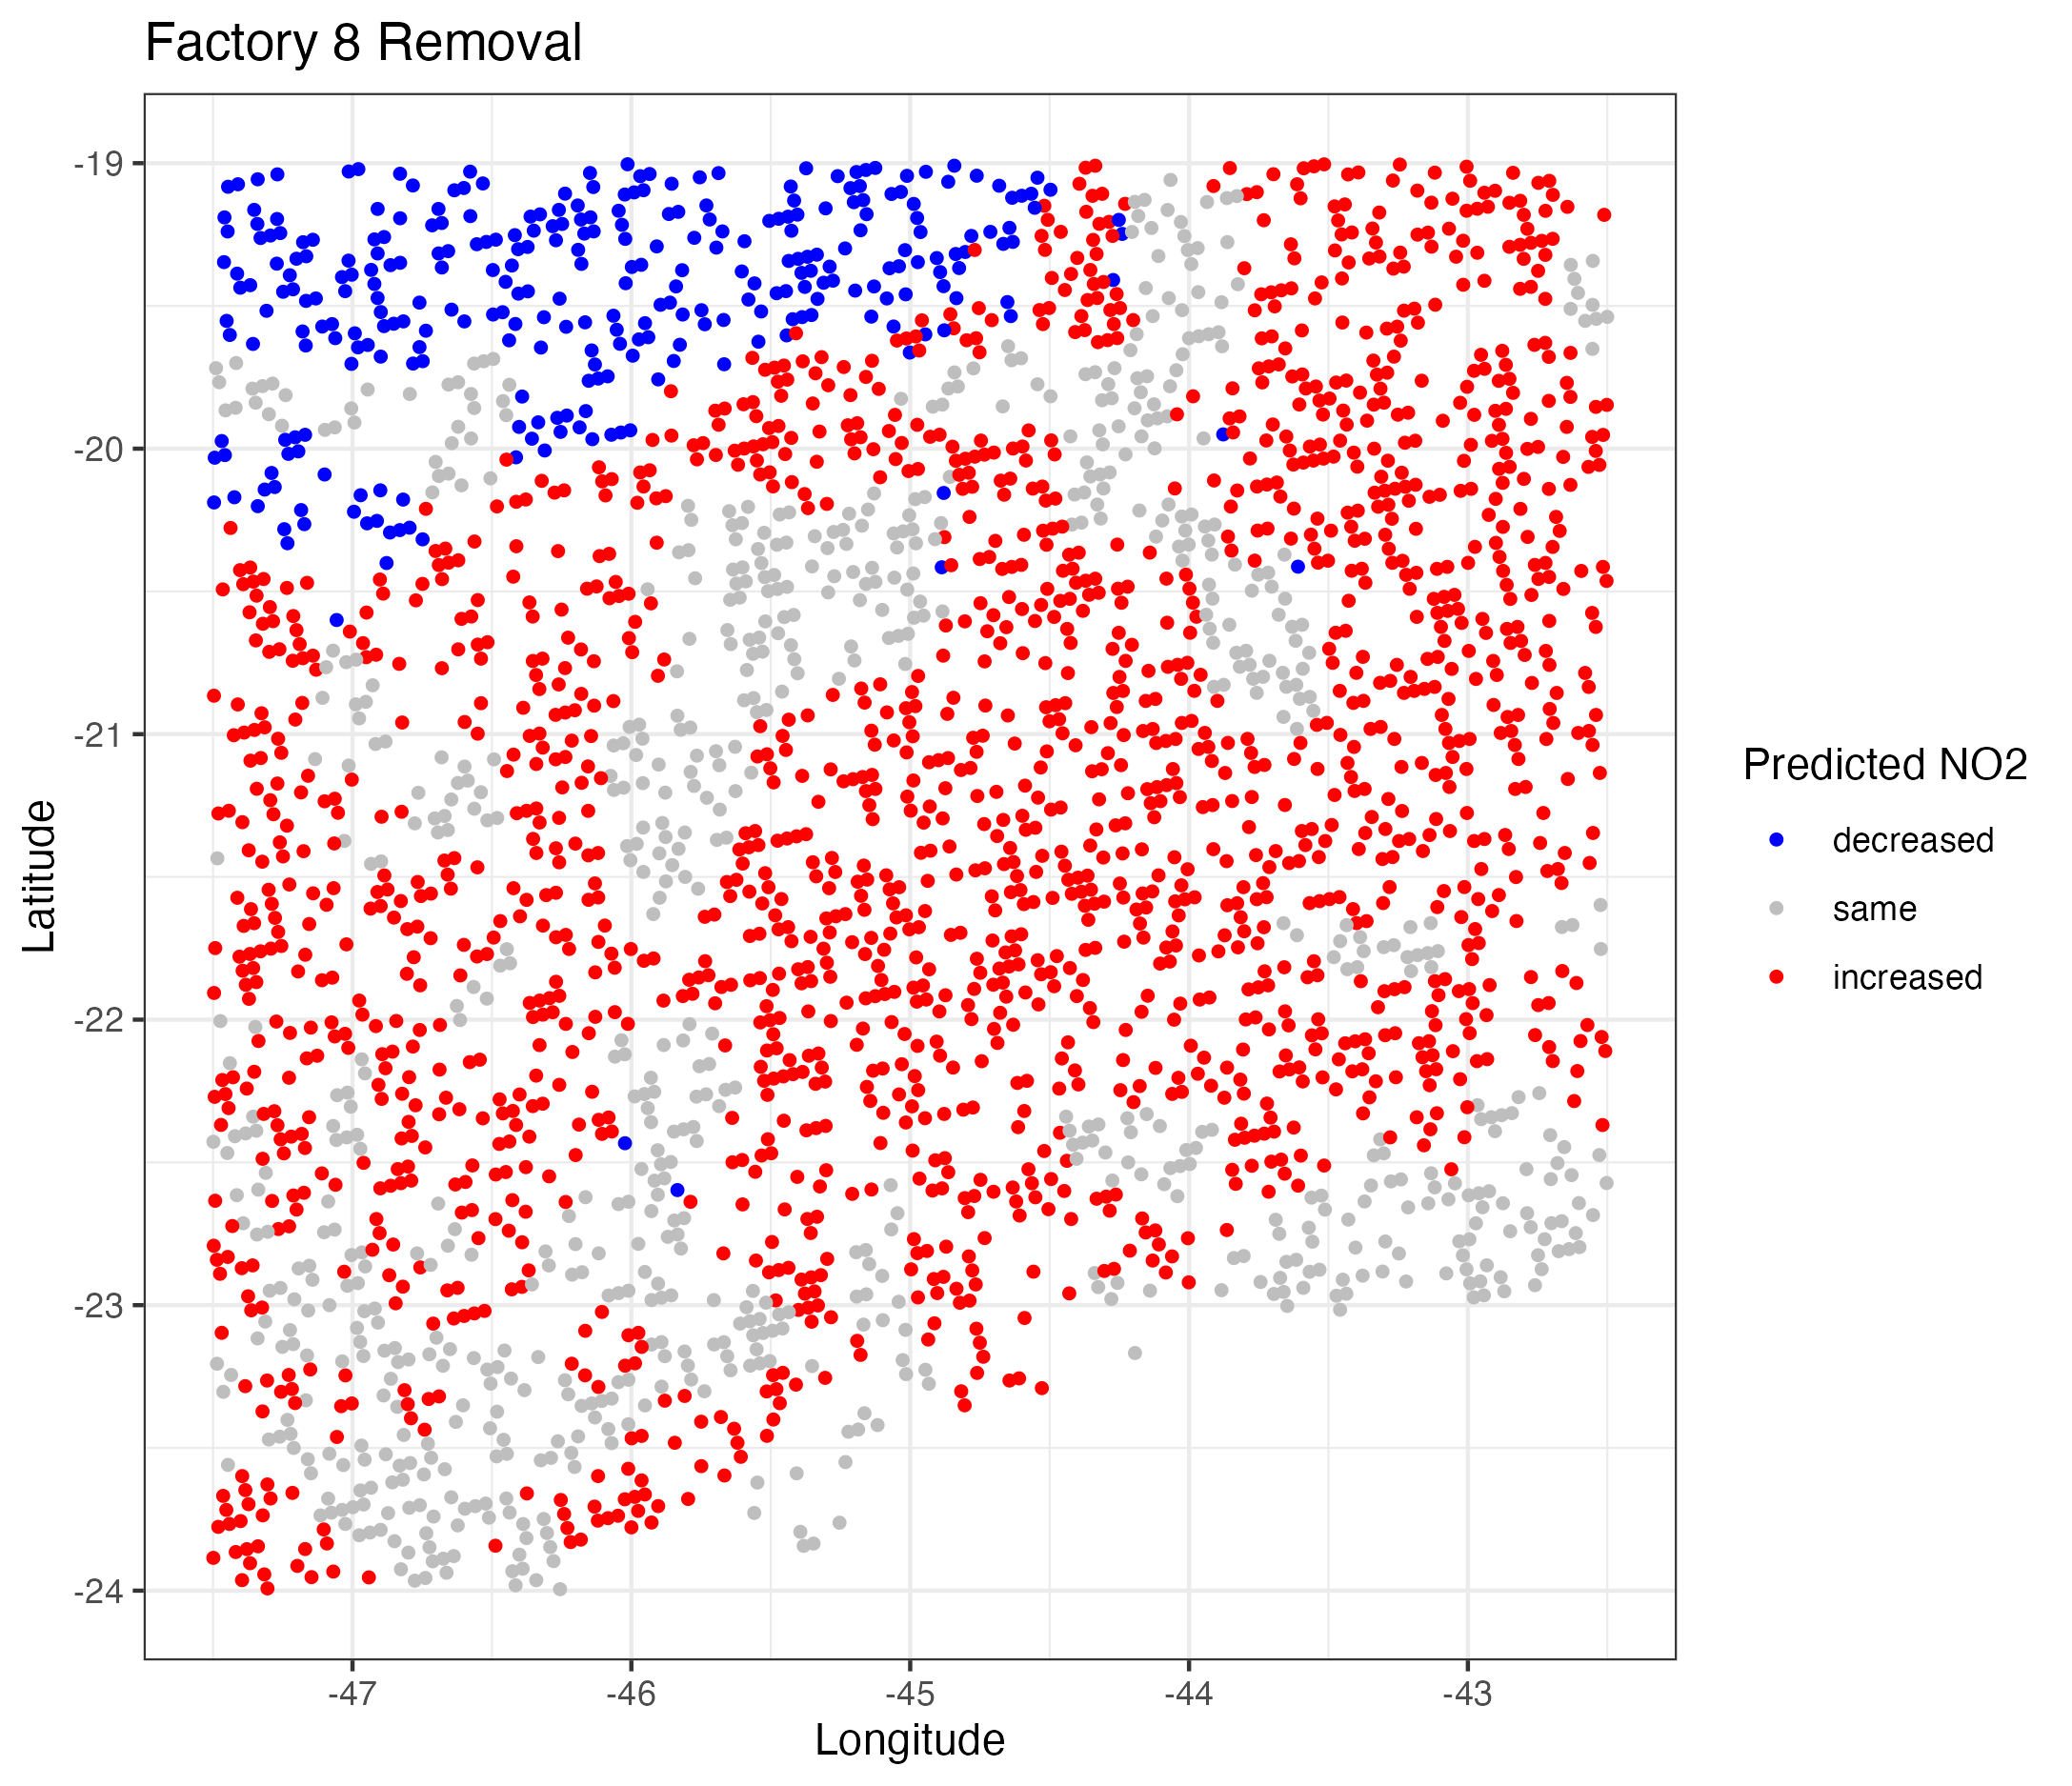 Factory 8 Removal
-19
-20
-21
-22
-23
-24
Latitude
-47 -46 -45 -44 -43
Longitude
Predicted NO2
decreased
same
increased